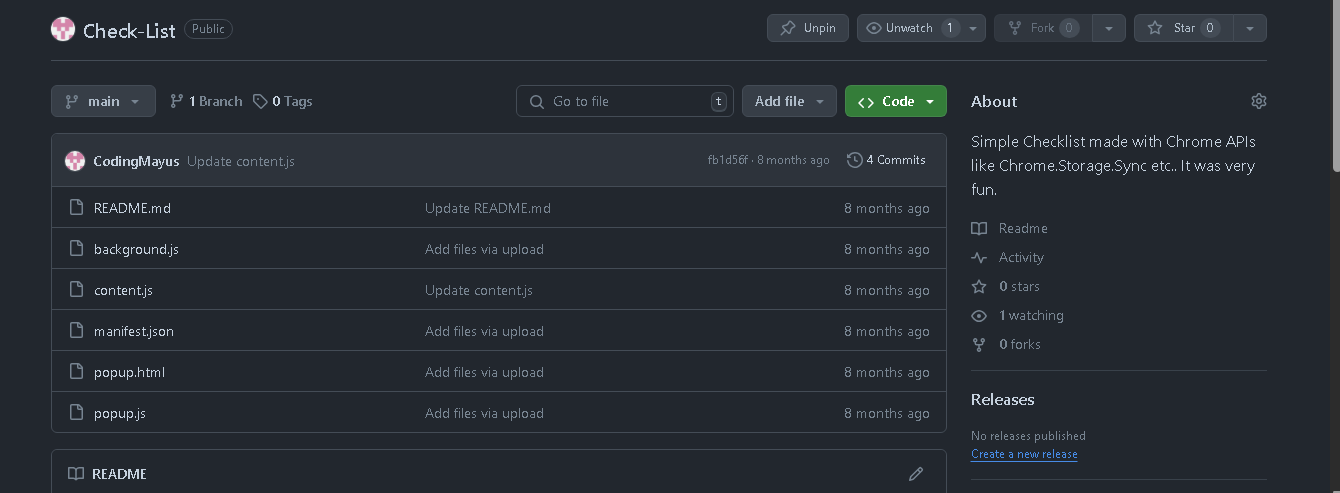 Check-List Public Unpin Unwatch 1 Fork 0 Star 0
main 1 Branch 0 Tags Go to file t Add file Code
CodingMayus Update content.js fb1d56f · 8 months ago 4 Commits
README.md Update README.md 8 months ago
background.js Add files via upload 8 months ago
content.js Update content.js 8 months ago
manifest.json Add files via upload 8 months ago
popup.html Add files via upload 8 months ago
popup.js Add files via upload 8 months ago
README
About
Simple Checklist made with Chrome APIs
like Chrome.Storage.Sync etc.. It was very
fun.
Readme
Activity
0 stars
1 watching
0 forks
Releases
No releases published
Create a new release